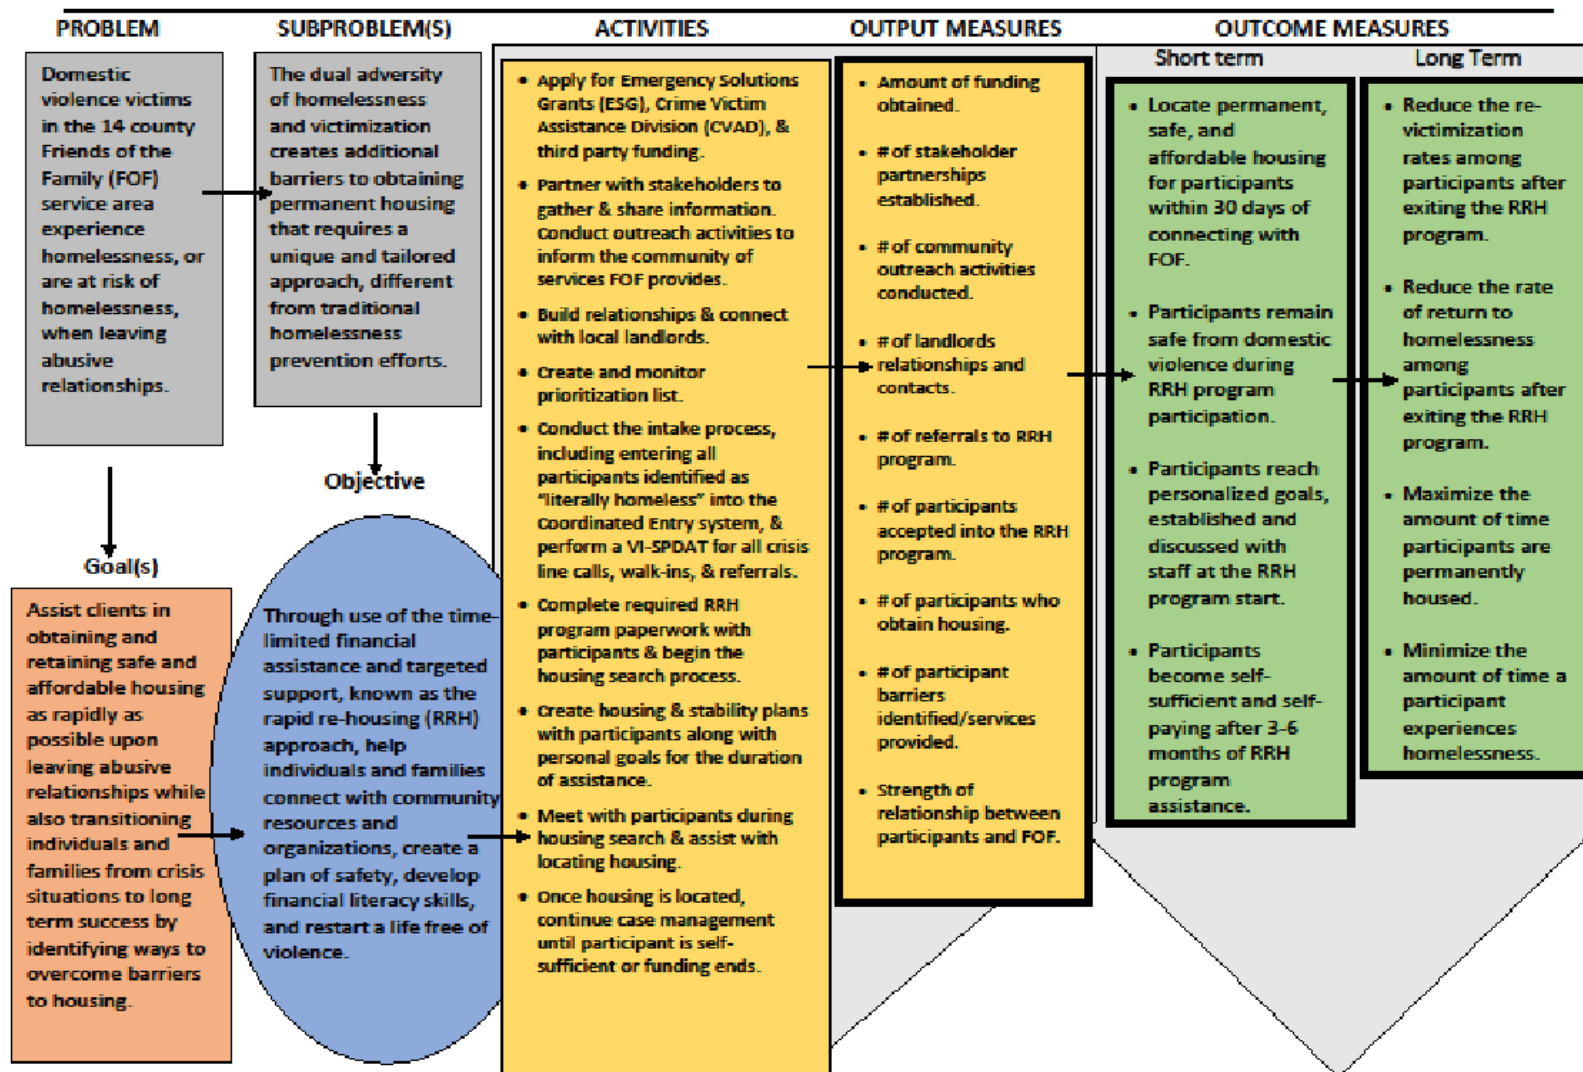 PROBLEM
Domestic
violence victims
in the 14 county
Friends of the
Family (FOF)
service area
experience
homelessness, or
are at risk of
homelessness,
when leaving
abusive
relationships.
Goal(s)
Assist clients in
obtaining and
retaining safe and
affordable housing
as rapidly as
possible upon
leaving abusive
relationships while
also transitioning
individuals and
families from crisis
situations to long
term success by
identifying ways to
overcome barriers
to housing.
SUBPROBLEM(S)
The dual adversity
of homelessness
and victimization
creates additional
barriers to obtaining
permanent housing
that requires a
unique and tailored
approach, different
from traditional
homelessness
prevention efforts.
Objective
Through use of the time-
limited financial
assistance and targeted
support, known as the
rapid re-housing (RRH)
approach, help
individuals and families
connect with community
resources and
organizations, create a
plan of safety, develop
financial literacy skills,
and restart a life free of
violence.
ACTIVITIES
• Apply for Emergency Solutions
Grants (ESG), Crime Victim
Assistance Division (CVAD), &
third party funding.
• Partner with stakeholders to
gather & share information.
Conduct outreach activities to
inform the community of
services FOF provides.
• Build relationships & connect
with local landlords.
• Create and monitor
prioritization list.
• Conduct the intake process,
including entering all
participants identified as
"literally homeless" into the
Coordinated Entry system, &
perform a VI-SPDAT for all crisis
line calls, walk-ins, & referrals.
• Complete required RRH
program paperwork with
participants & begin the
housing search process.
• Create housing & stability plans
with participants along with
personal goals for the duration
of assistance.
• Meet with participants during
housing search & assist with
locating housing.
• Once housing is located,
continue case management
until participant is self-
sufficient or funding ends.
OUTPUT MEASURES
• Amount of funding
obtained.
• # of stakeholder
partnerships
established.
• # of community
outreach activities
conducted.
• # of landlords
relationships and
contacts.
• # of referrals to RRH
program.
• # of participants
accepted into the RRH
program.
• # of participants who
obtain housing.
• # of participant
barriers
identified/services
provided.
• Strength of
relationship between
participants and FOF.
OUTCOME MEASURES
Short term
• Locate permanent,
safe, and
affordable housing
for participants
within 30 days of
connecting with
FOF.
• Participants remain
safe from domestic
violence during
RRH program
participation.
• Participants reach
personalized goals,
established and
discussed with
staff at the RRH
program start.
• Participants
become self-
sufficient and self-
paying after 3-6
months of RRH
program
assistance.
Long Term
• Reduce the re-
victimization
rates among
participants after
exiting the RRH
program.
• Reduce the rate
of return to
homelessness
among
participants after
exiting the RRH
program.
• Maximize the
amount of time
participants are
permanently
housed.
• Minimize the
amount of time a
participant
experiences
homelessness.